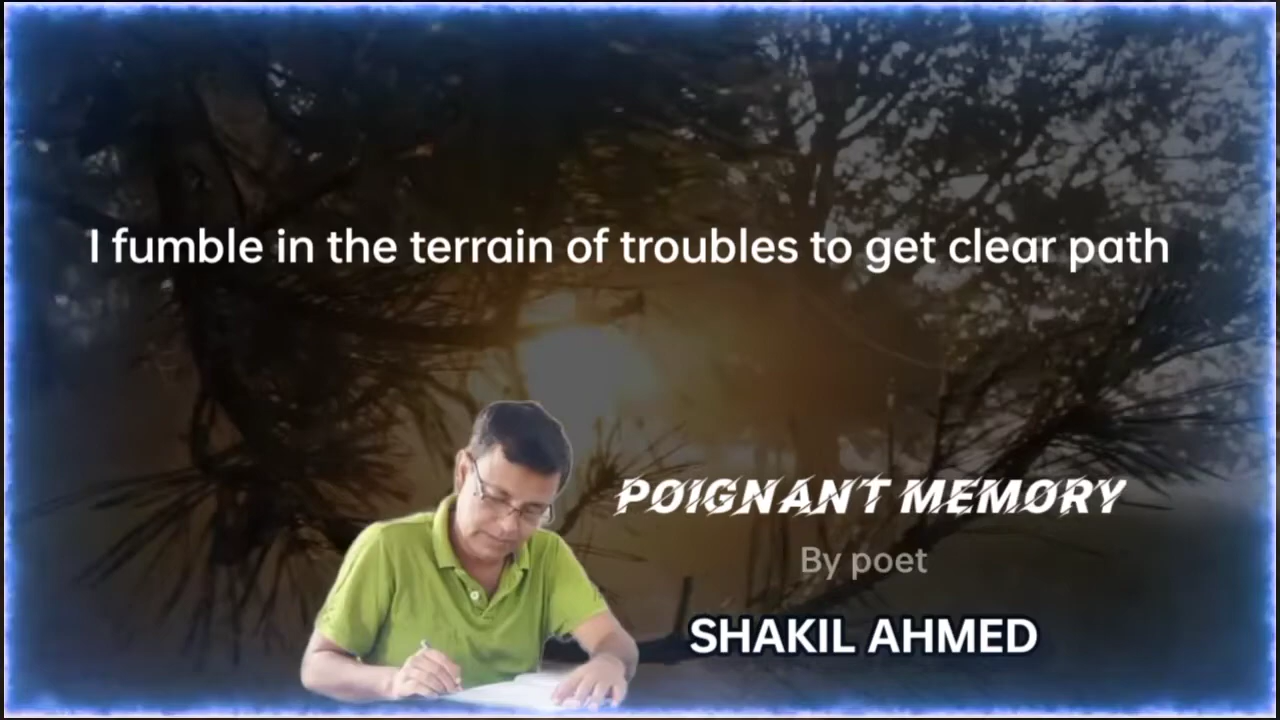 I fumble in the terrain of troubles to get clear path
POIGNANT MEMORY
By poet
SHAKIL AHMED